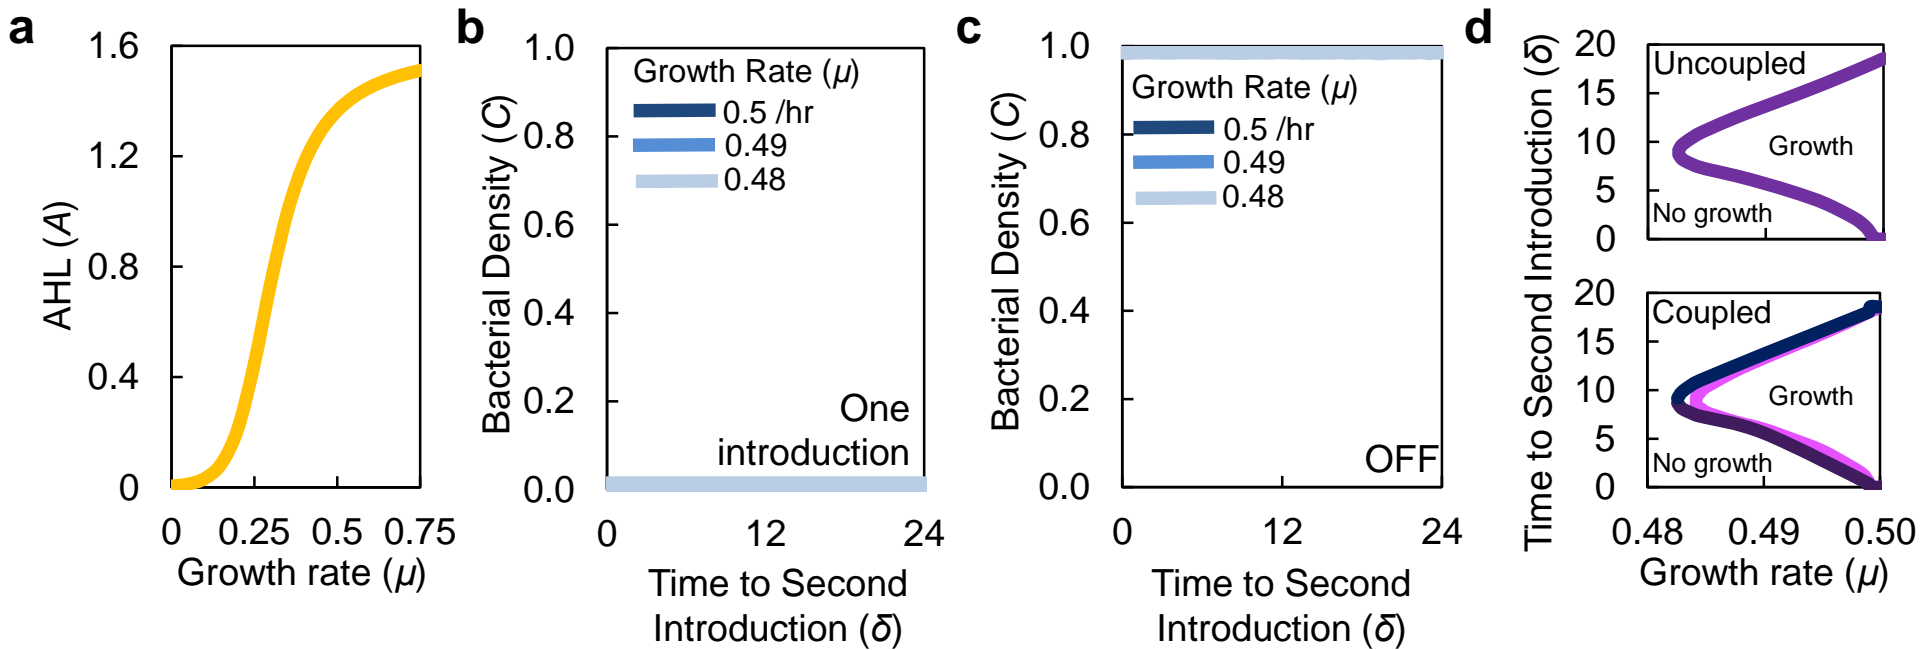 a
1.6
1.2
0.8
0.4
0
AHL (A)
0 0.25 0.5 0.75
Growth rate (μ)
b
1.0
0.8
0.6
0.4
0.2
0.0
Bacterial Density (C)
Growth Rate (μ)
0.5 /hr
0.49
0.48
One
introduction
0 12 24
Time to Second
Introduction (δ)
c
1.0
0.8
0.6
0.4
0.2
0.0
Bacterial Density (C)
Growth Rate (μ)
0.5 /hr
0.49
0.48
OFF
0 12 24
Time to Second
Introduction (δ)
d
Time to Second Introduction (δ)
20
15
10
5
0
Uncoupled
Growth
No growth
20
15
10
5
0
Coupled
Growth
No growth
0.48 0.49 0.50
Growth rate (μ)